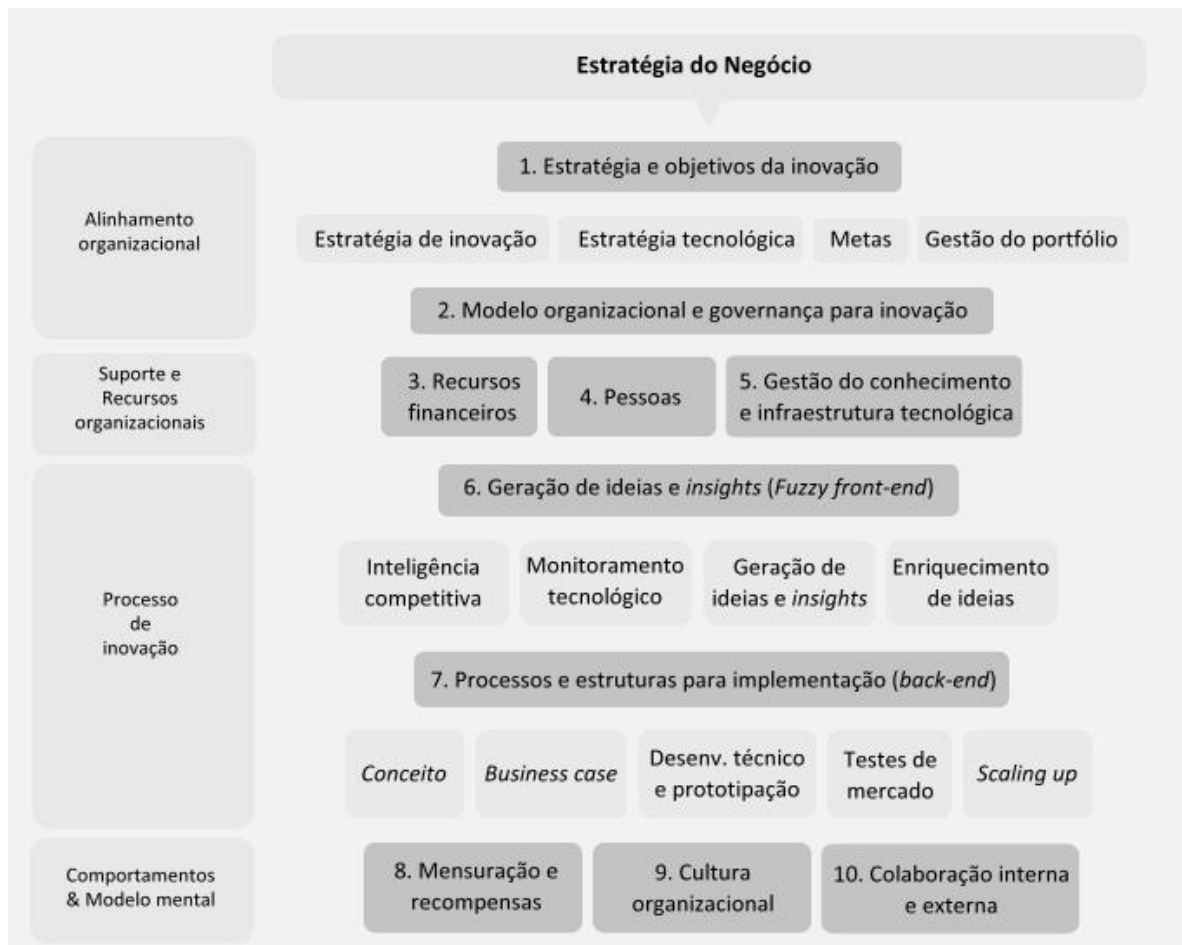 Estratégia do Negócio
1. Estratégia e objetivos da inovação
Alinhamento
organizacional
Estratégia de inovação
Estratégia tecnológica
Metas
Gestão do portfólio
2. Modelo organizacional e governança para inovação
Suporte e
Recursos
organizacionais
3. Recursos
financeiros
4. Pessoas
5. Gestão do conhecimento
e infraestrutura tecnológica
Processo
de
inovação
6. Geração de ideias e insights (Fuzzy front-end)
Inteligência
competitiva
Monitoramento
tecnológico
Geração de
ideias e insights
Enriquecimento
de ideias
7. Processos e estruturas para implementação (back-end)
Conceito
Business case
Desenv. técnico
e prototipação
Testes de
mercado
Scaling up
Comportamentos
& Modelo mental
8. Mensuração e
recompensas
9. Cultura
organizacional
10. Colaboração interna
e externa